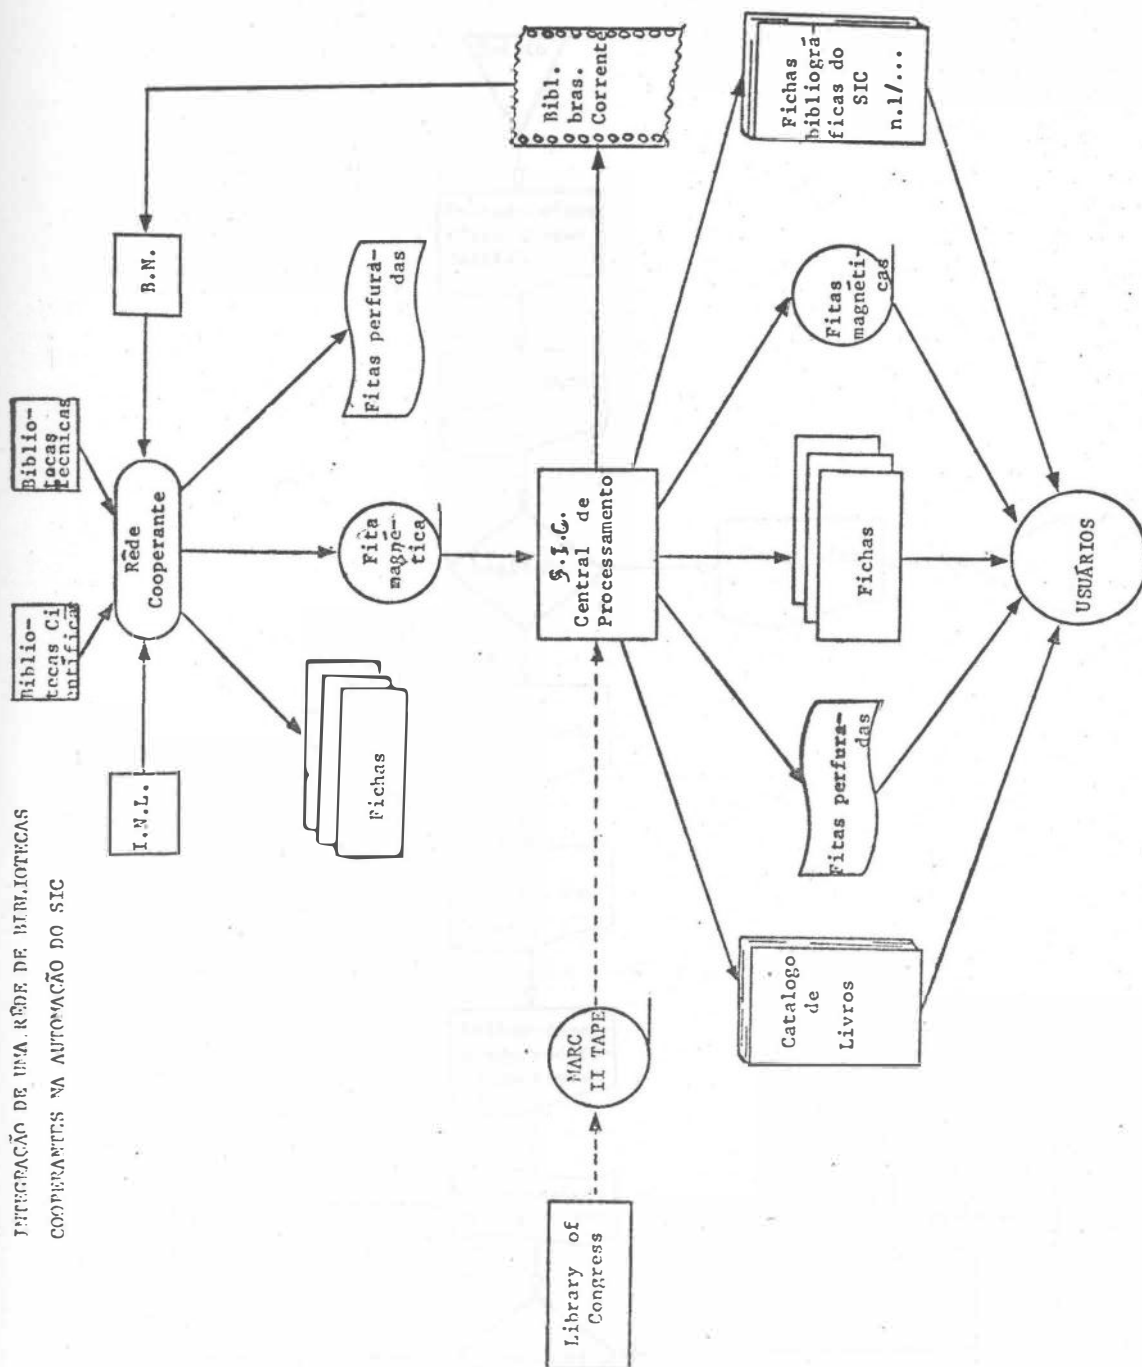 INTEGRAÇÃO DE UMA RÊDE DE BIBLIOTECAS
COOPERANTES NA AUTOMAÇÃO DO SIC
I.N.L.
Biblio-
tecas Ci
entíficas
Biblio-
tecas
Técnicas
B.N.
Rêde
Cooperante
Fichas
Fita
magné-
tica
Fitas perfura-
das
Library of
Congress
MARC
II TAPE
S.I.C.
Central de
Processamento
Bibl.
bras.
Corrente
Catalogo
de
Livros
Fitas perfura-
das
Fichas
Fitas
magnéti-
cas
Fichas
bibliográ-
ficas do
SIC
n.1/...
USUÁRIOS